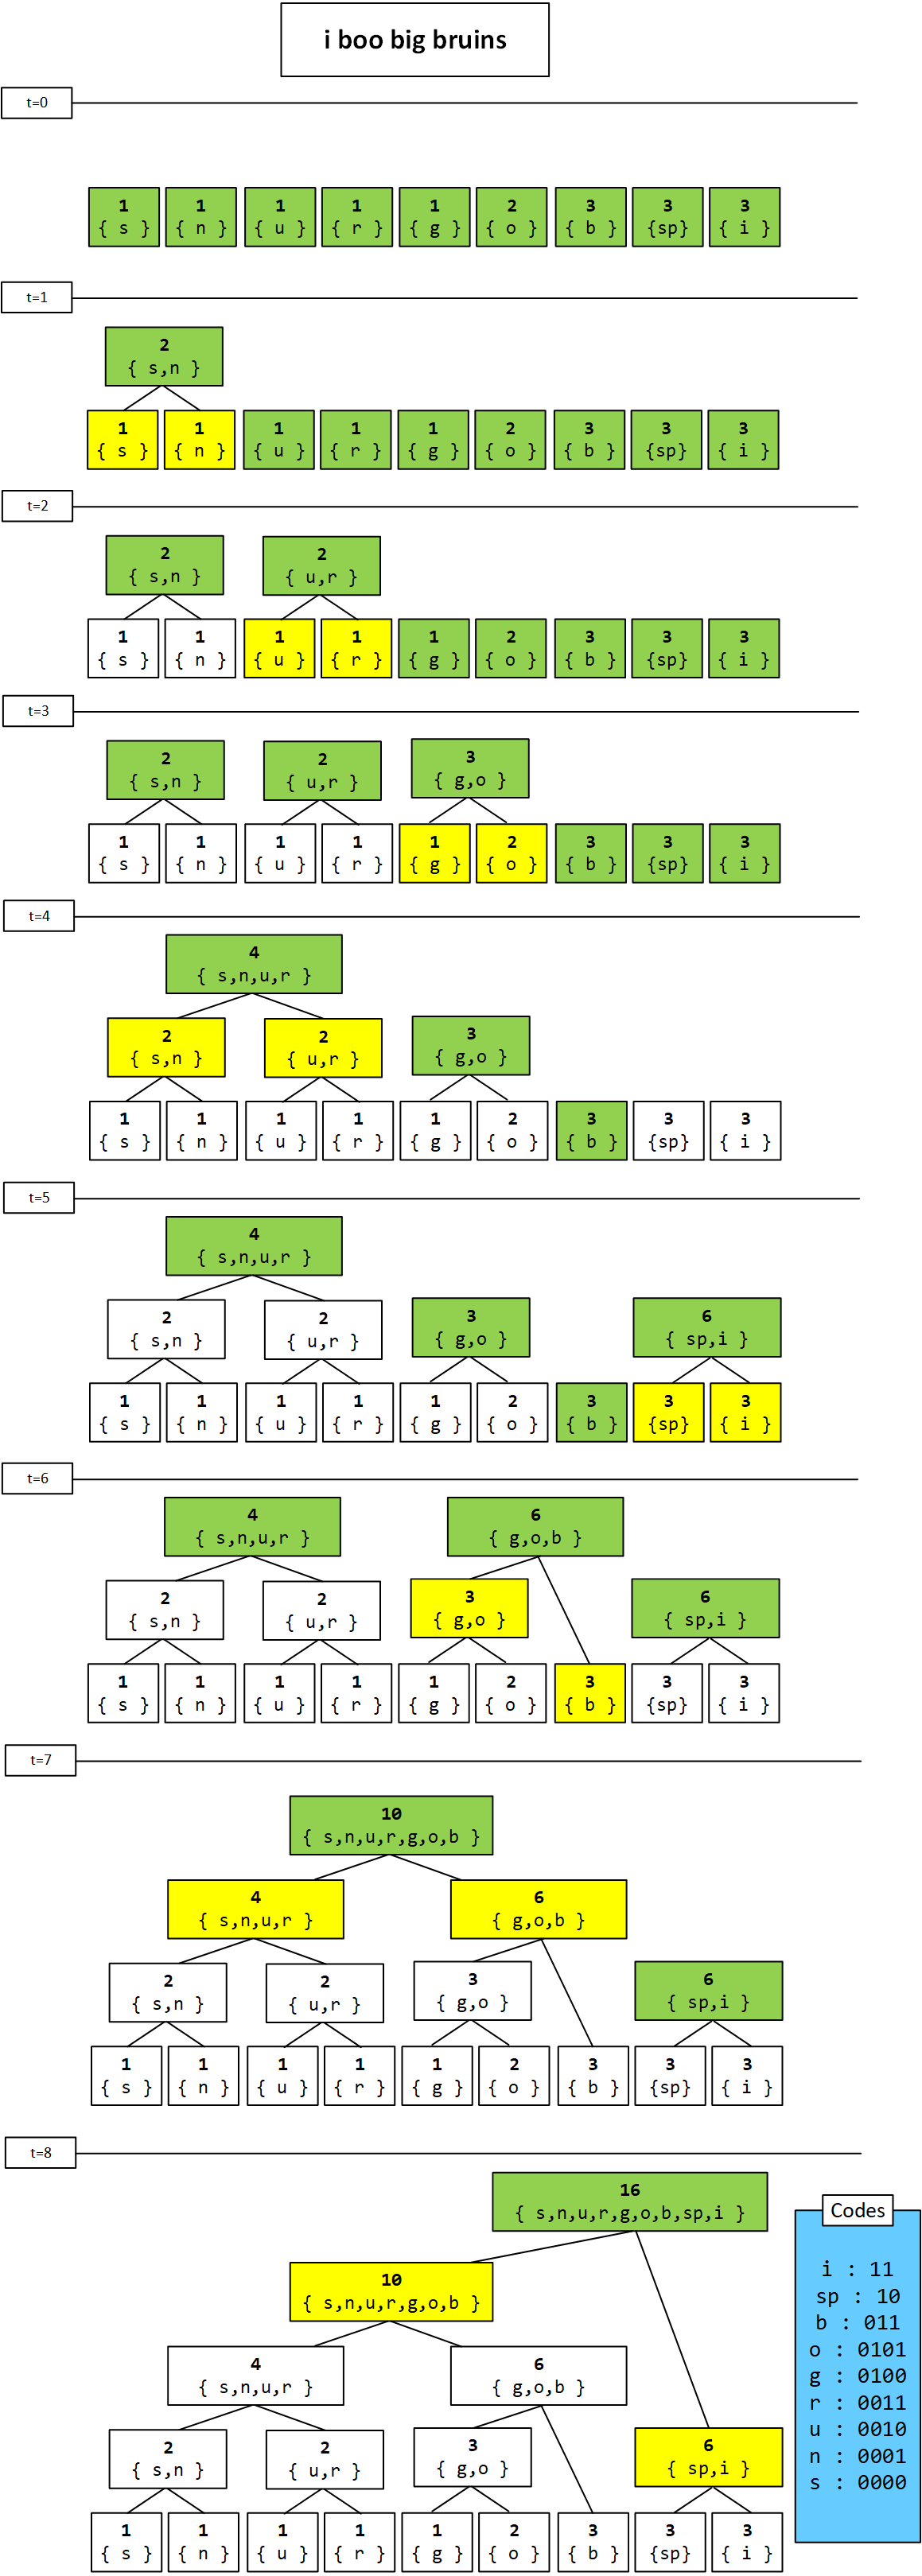 i boo big bruins
t=0
1 1 1 1 1 2 3 3 3
{ s } { n } { u } { r } { g } { o } { b } {sp} { i }
t=1
2
{ s,n }
1 1 1 1 1 2 3 3 3
{ s } { n } { u } { r } { g } { o } { b } {sp} { i }
t=2
2 2
{ s,n } { u,r }
1 1 1 1 1 2 3 3 3
{ s } { n } { u } { r } { g } { o } { b } {sp} { i }
t=3
2 2 3
{ s,n } { u,r } { g,o }
1 1 1 1 1 2 3 3 3
{ s } { n } { u } { r } { g } { o } { b } {sp} { i }
t=4
4
{ s,n,u,r }
2 2 3
{ s,n } { u,r } { g,o }
1 1 1 1 1 2 3 3 3
{ s } { n } { u } { r } { g } { o } { b } {sp} { i }
t=5
4
{ s,n,u,r }
2 2 3 6
{ s,n } { u,r } { g,o } { sp,i }
1 1 1 1 1 2 3 3 3
{ s } { n } { u } { r } { g } { o } { b } {sp} { i }
t=6
4 6
{ s,n,u,r } { g,o,b }
2 2 3 6
{ s,n } { u,r } { g,o } { sp,i }
1 1 1 1 1 2 3 3 3
{ s } { n } { u } { r } { g } { o } { b } {sp} { i }
t=7
10
{ s,n,u,r,g,o,b }
4 6
{ s,n,u,r } { g,o,b }
2 2 3 6
{ s,n } { u,r } { g,o } { sp,i }
1 1 1 1 1 2 3 3 3
{ s } { n } { u } { r } { g } { o } { b } {sp} { i }
t=8
16
{ s,n,u,r,g,o,b,sp,i }
10
{ s,n,u,r,g,o,b }
4 6
{ s,n,u,r } { g,o,b }
2 2 3 6
{ s,n } { u,r } { g,o } { sp,i }
1 1 1 1 1 2 3 3 3
{ s } { n } { u } { r } { g } { o } { b } {sp} { i }
Codes
i : 11
sp : 10
b : 011
o : 0101
g : 0100
r : 0011
u : 0010
n : 0001
s : 0000